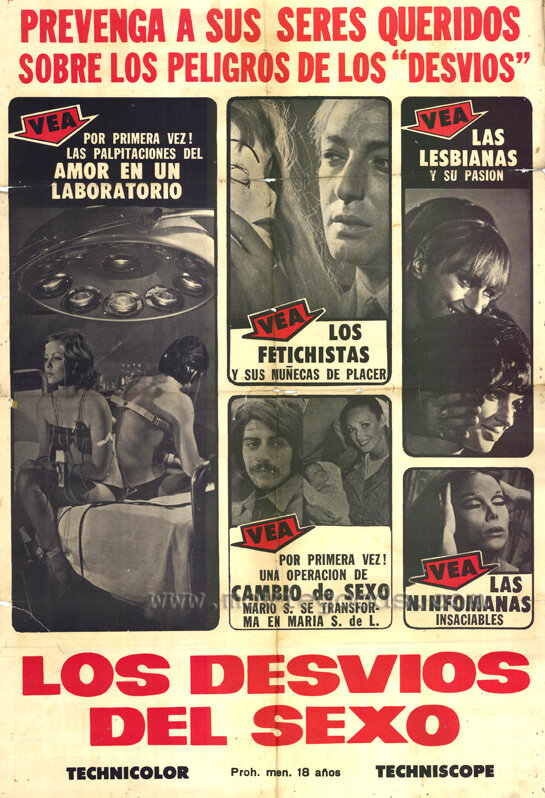 PREVENGA A SUS SERES QUERIDOS
SOBRE LOS PELIGROS DE LOS "DESVIOS"
VEA
POR PRIMERA VEZ!
LAS PALPITACIONES DEL
AMOR EN UN
LABORATORIO
VEA
LOS
FETICHISTAS
Y SUS MUÑECAS DE PLACER
VEA
LAS
LESBIANAS
Y SU PASION
VEA
POR PRIMERA VEZ!
UNA OPERACION DE
CAMBIO de SEXO
MARIO S. SE TRANSFOR-
MA EN MARIA S. de L.
VEA
LAS
NINFOMANAS
INSACIABLES
LOS DESVIOS
DEL SEXO
TECHNICOLOR
Proh. men. 18 años
TECHNISCOPE